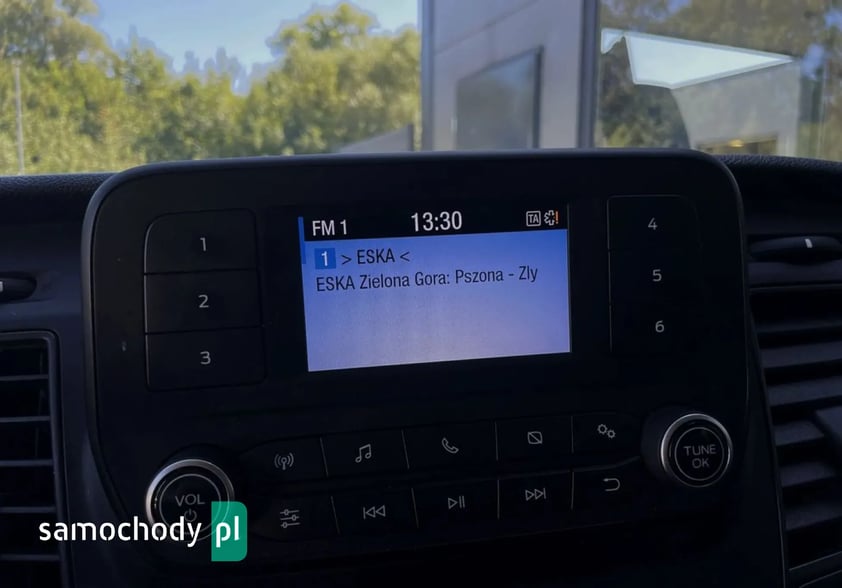 FM 1 13:30 TA
1 > ESKA <
ESKA Zielona Gora: Pszona - Zly
1
2
3
4
5
6
VOL
TUNE
OK
samochody pl